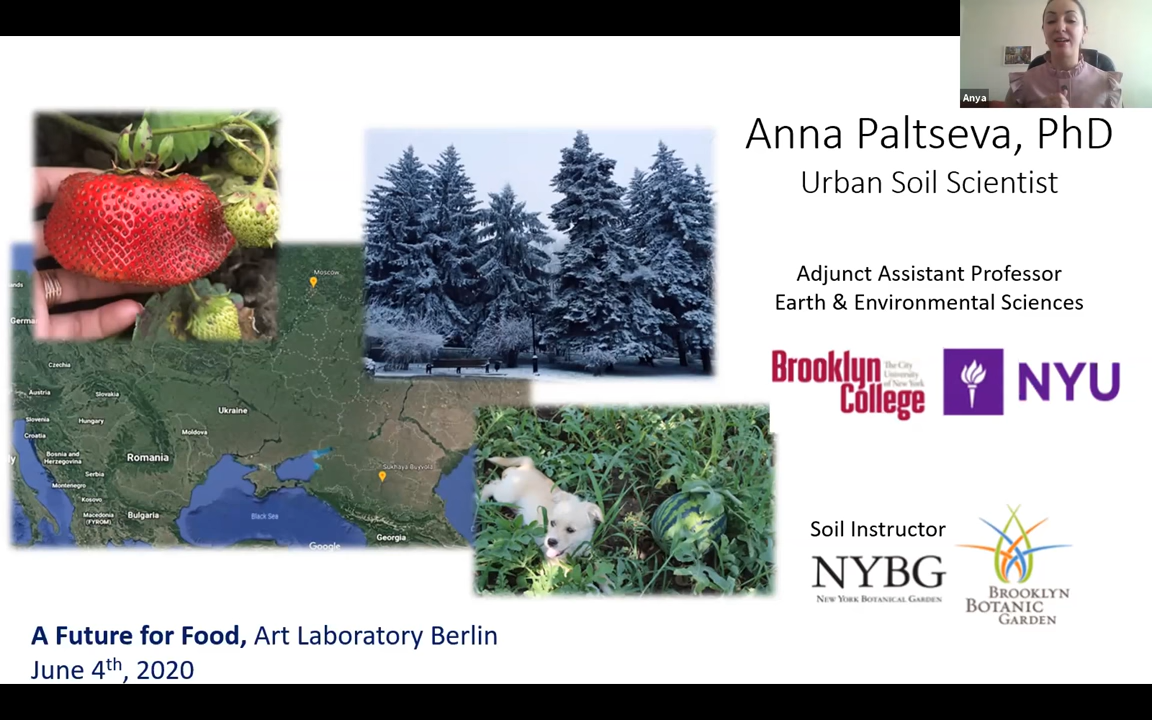 Anya
Anna Paltseva, PhD
Urban Soil Scientist
Adjunct Assistant Professor
Earth & Environmental Sciences
Brooklyn
College
The City
University
of New York
NYU
Soil Instructor
NYBG
NEW YORK BOTANICAL GARDEN
BROOKLYN
BOTANIC
GARDEN
Moscow
Czechia
Austria
Slovakia
Slovenia
Hungary
Croatia
Moldova
Ukraine
Bosnia and
Herzegovina
Romania
Serbia
Montenegro
Kosovo
Macedonia
(FYROM)
Bulgaria
Black Sea
Sukhaya Buyvola
Georgia
Google
A Future for Food, Art Laboratory Berlin
June 4th, 2020